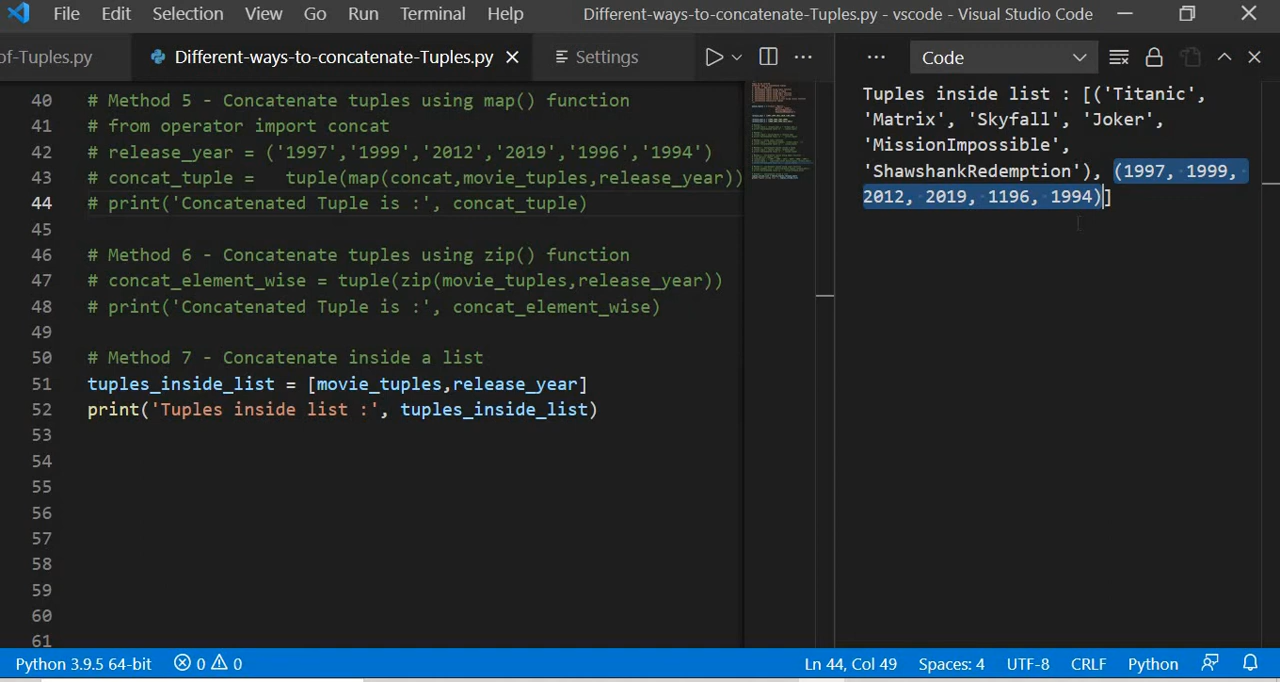 File Edit Selection View Go Run Terminal Help Different-ways-to-concatenate-Tuples.py - vscode - Visual Studio Code
of-Tuples.py Different-ways-to-concatenate-Tuples.py Settings Code
40 # Method 5 - Concatenate tuples using map() function
41 # from operator import concat
42 # release_year = ('1997','1999','2012','2019','1996','1994')
43 # concat_tuple =   tuple(map(concat,movie_tuples,release_year))
44 # print('Concatenated Tuple is :', concat_tuple)
45
46 # Method 6 - Concatenate tuples using zip() function
47 # concat_element_wise = tuple(zip(movie_tuples,release_year))
48 # print('Concatenated Tuple is :', concat_element_wise)
49
50 # Method 7 - Concatenate inside a list
51 tuples_inside_list = [movie_tuples,release_year]
52 print('Tuples inside list :', tuples_inside_list)
53
54
55
56
57
58
59
60
61
Tuples inside list : [('Titanic',
'Matrix', 'Skyfall', 'Joker',
'MissionImpossible',
'ShawshankRedemption'), (1997, 1999,
2012, 2019, 1196, 1994)]
Python 3.9.5 64-bit 0 0 Ln 44, Col 49 Spaces: 4 UTF-8 CRLF Python